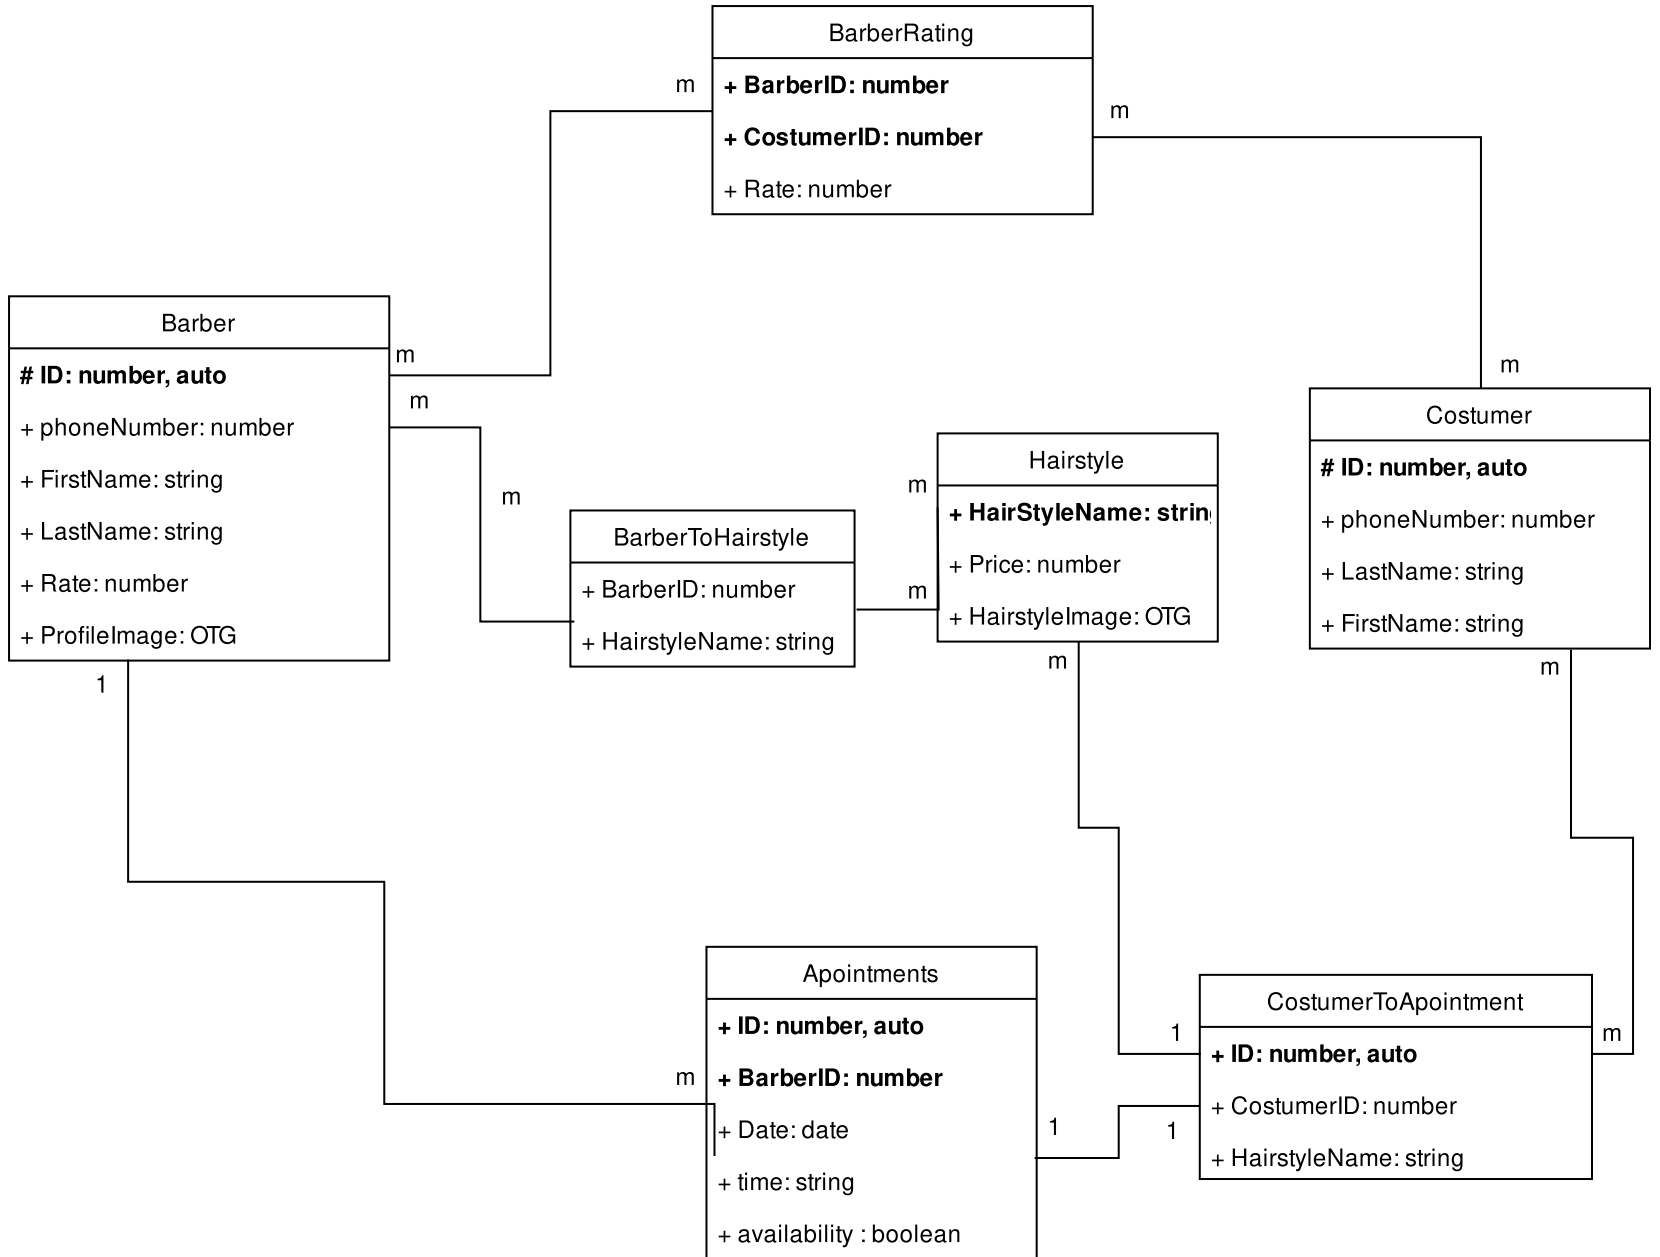 BarberRating
+ BarberID: number
+ CostumerID: number
+ Rate: number
m
m
Barber
# ID: number, auto
+ phoneNumber: number
+ FirstName: string
+ LastName: string
+ Rate: number
+ ProfileImage: OTG
m
m
1
m
BarberToHairstyle
+ BarberID: number
+ HairstyleName: string
m
m
Hairstyle
+ HairStyleName: string
+ Price: number
+ HairstyleImage: OTG
m
m
Costumer
# ID: number, auto
+ phoneNumber: number
+ LastName: string
+ FirstName: string
m
Apointments
+ ID: number, auto
+ BarberID: number
+ Date: date
+ time: string
+ availability : boolean
m
1
CostumerToApointment
+ ID: number, auto
+ CostumerID: number
+ HairstyleName: string
1
1
m